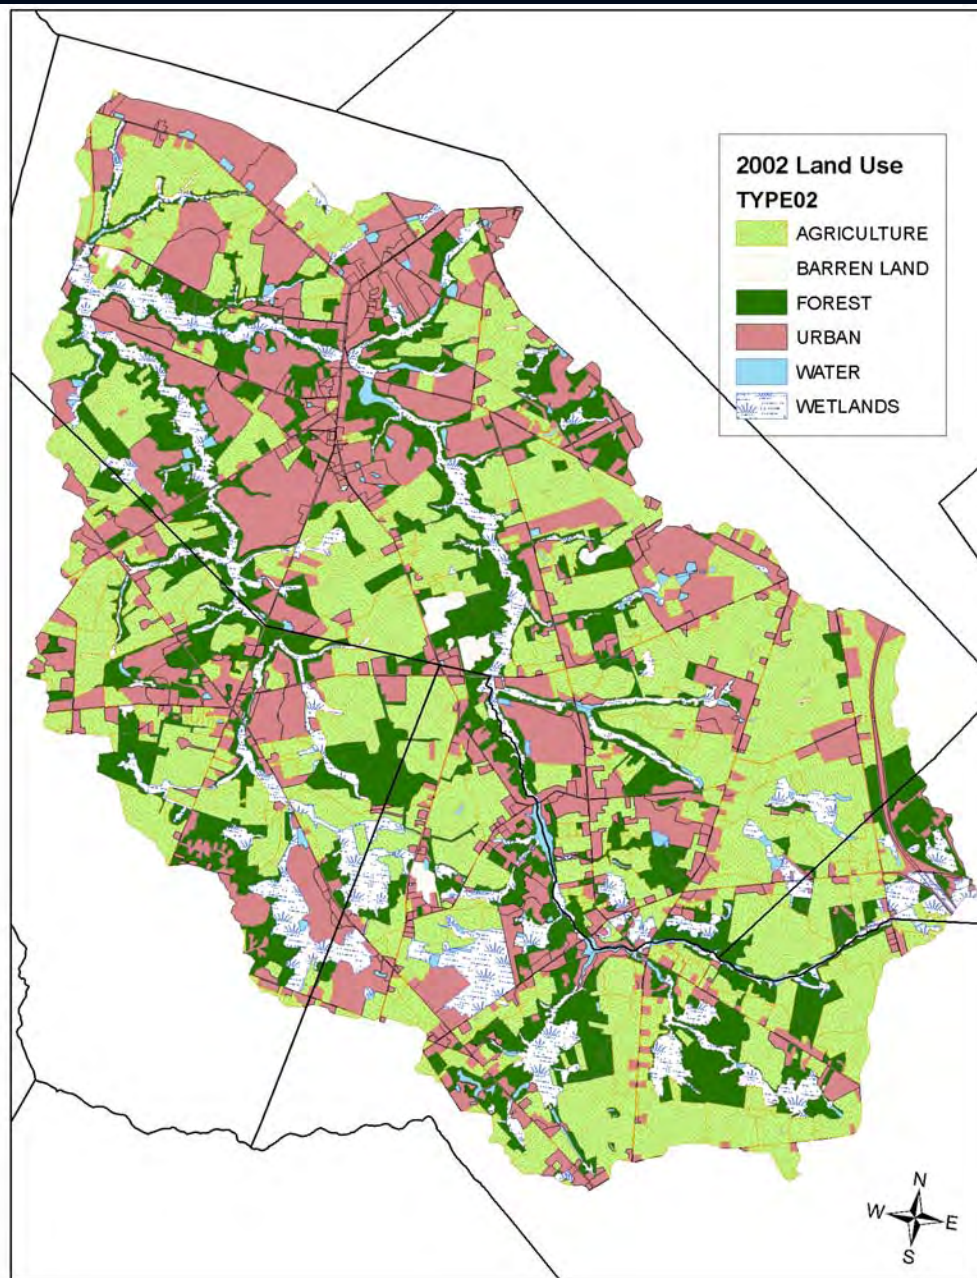 2002 Land Use
TYPE02
AGRICULTURE
BARREN LAND
FOREST
URBAN
WATER
WETLANDS
N
W
E
S